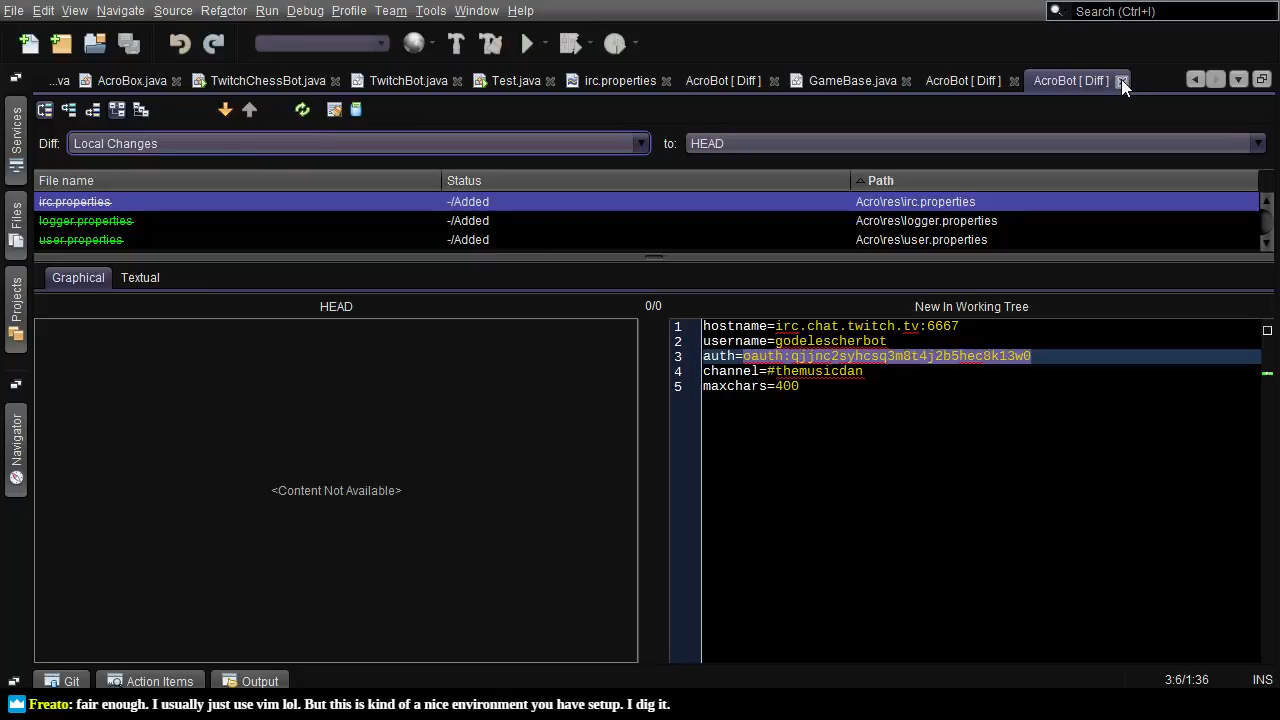 File Edit View Navigate Source Refactor Run Debug Profile Team Tools Window Help Search (Ctrl+I)
...va AcroBox.java TwitchChessBot.java TwitchBot.java Test.java irc.properties AcroBot [ Diff ] GameBase.java AcroBot [ Diff ] AcroBot [ Diff ]
Services
Files
Projects
Navigator
Diff: Local Changes to: HEAD
File name Status Path
irc.properties -/Added Acro\res\irc.properties
logger.properties -/Added Acro\res\logger.properties
user.properties -/Added Acro\res\user.properties
Graphical Textual
HEAD 0/0 New In Working Tree
<Content Not Available>
1 hostname=irc.chat.twitch.tv:6667
2 username=godelescherbot
3 auth=oauth:qjjnc2syhcsq3m8t4j2b5hec8k13w0
4 channel=#themusicdan
5 maxchars=400
Git Action Items Output 3:6/1:36 INS
Freato: fair enough. I usually just use vim lol. But this is kind of a nice environment you have setup. I dig it.